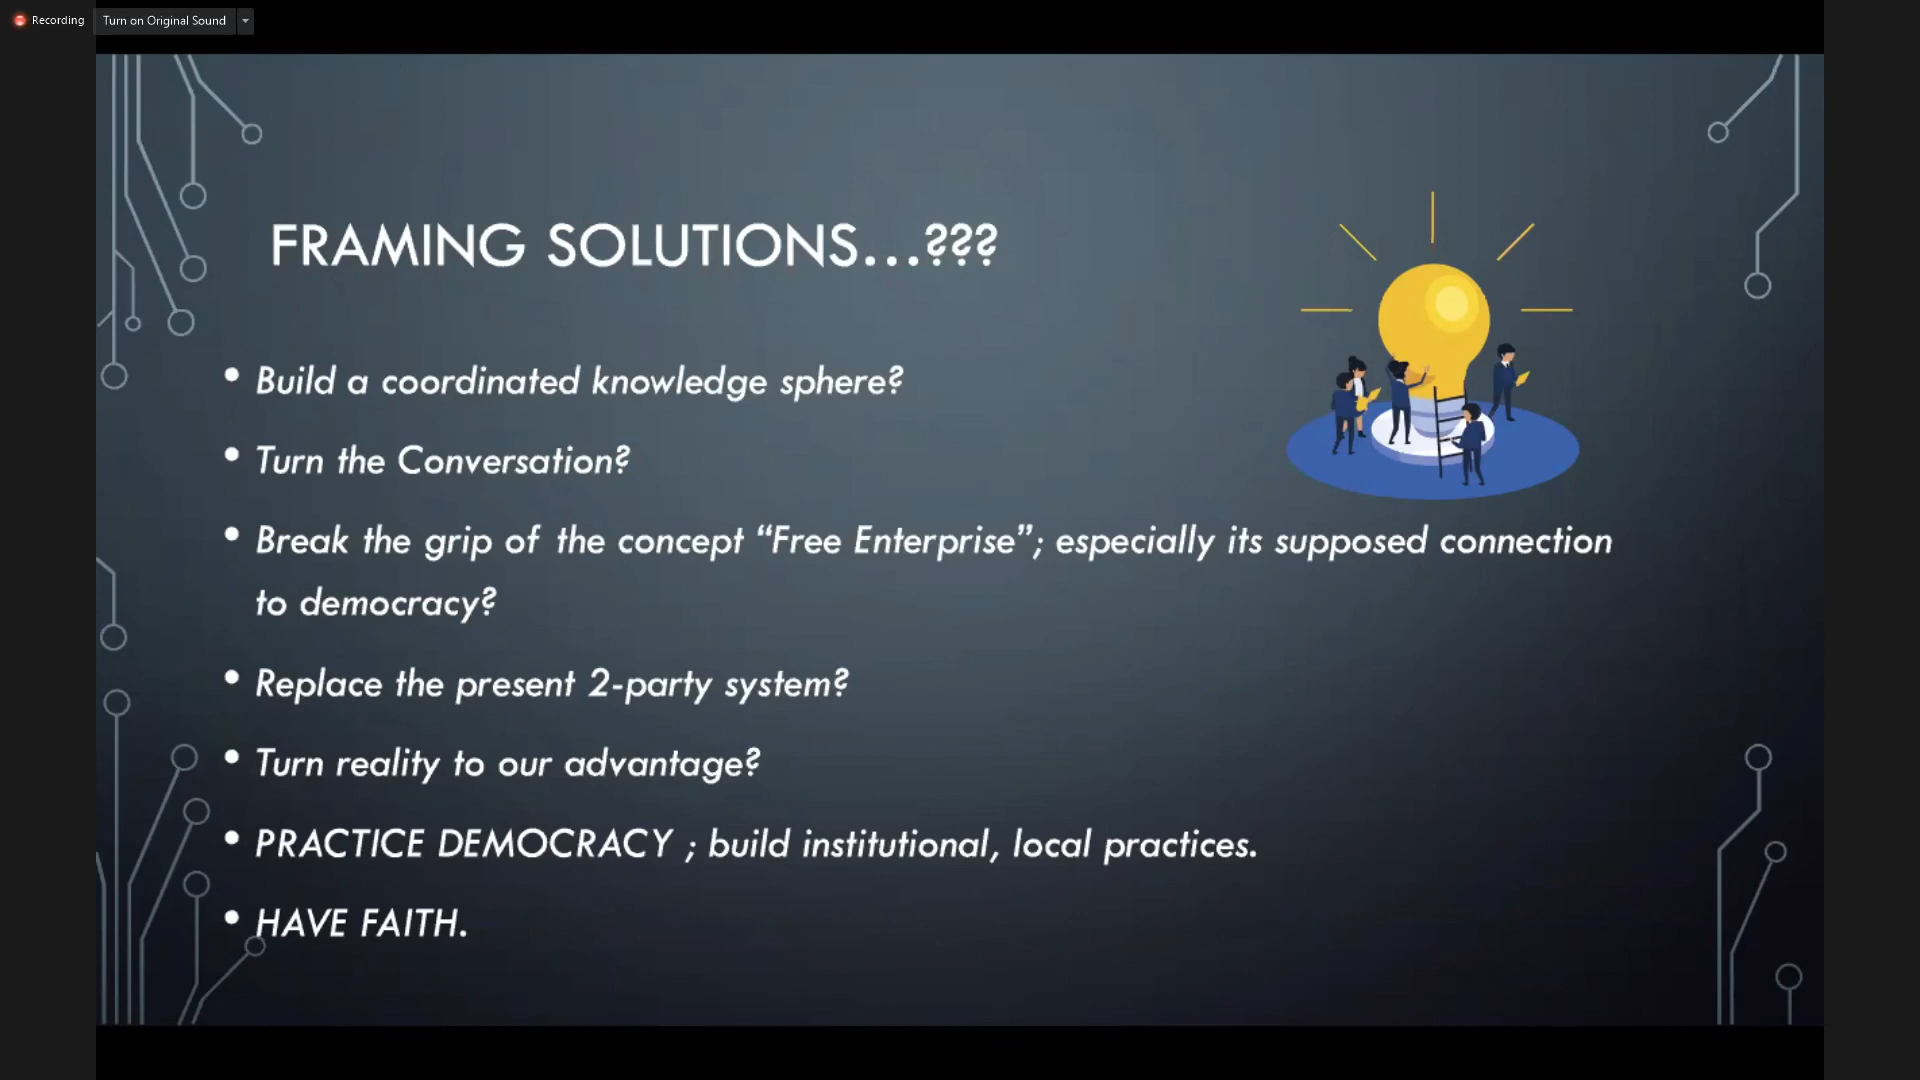 Recording
Turn on Original Sound
FRAMING SOLUTIONS...???
• Build a coordinated knowledge sphere?
• Turn the Conversation?
• Break the grip of the concept “Free Enterprise”; especially its supposed connection
to democracy?
• Replace the present 2-party system?
• Turn reality to our advantage?
• PRACTICE DEMOCRACY ; build institutional, local practices.
• HAVE FAITH.